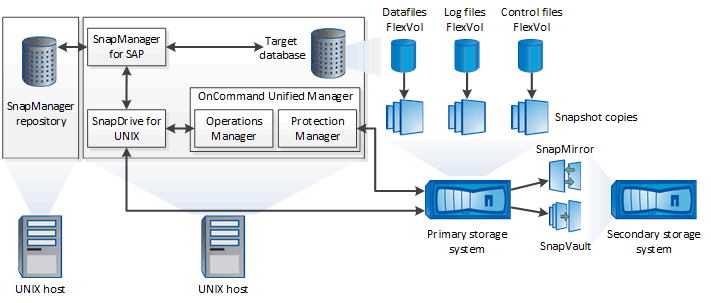 Datafiles
FlexVol
Log files
FlexVol
Control files
FlexVol
SnapManager
for SAP
Target
database
SnapManager
repository
OnCommand Unified Manager
SnapDrive for
UNIX
Operations
Manager
Protection
Manager
Snapshot copies
SnapMirror
Primary storage
system
SnapVault
Secondary storage
system
UNIX host
UNIX host